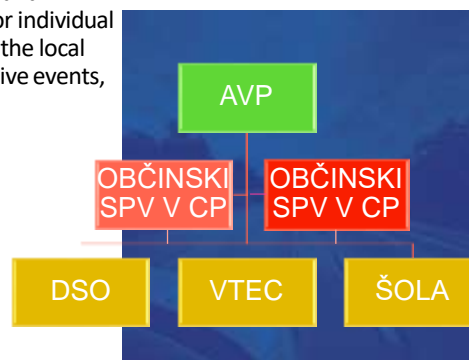 or individual
the local
ive events,
AVP
OBČINSKI
SPV V CP
OBČINSKI
SPV V CP
DSO
VTEC
ŠOLA